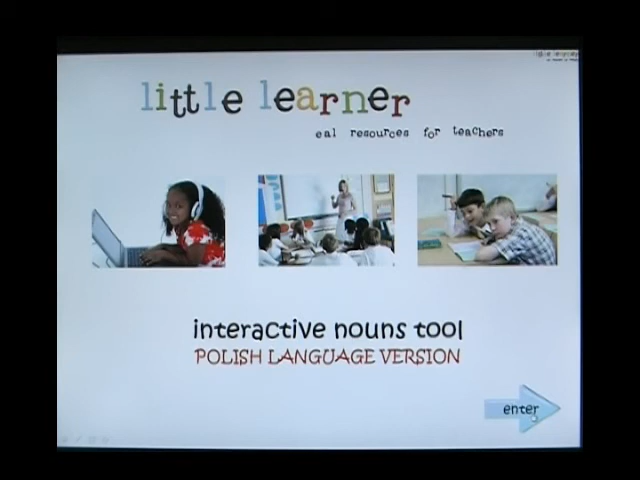 little learner
eal resources for teachers
interactive nouns tool
POLISH LANGUAGE VERSION
enter